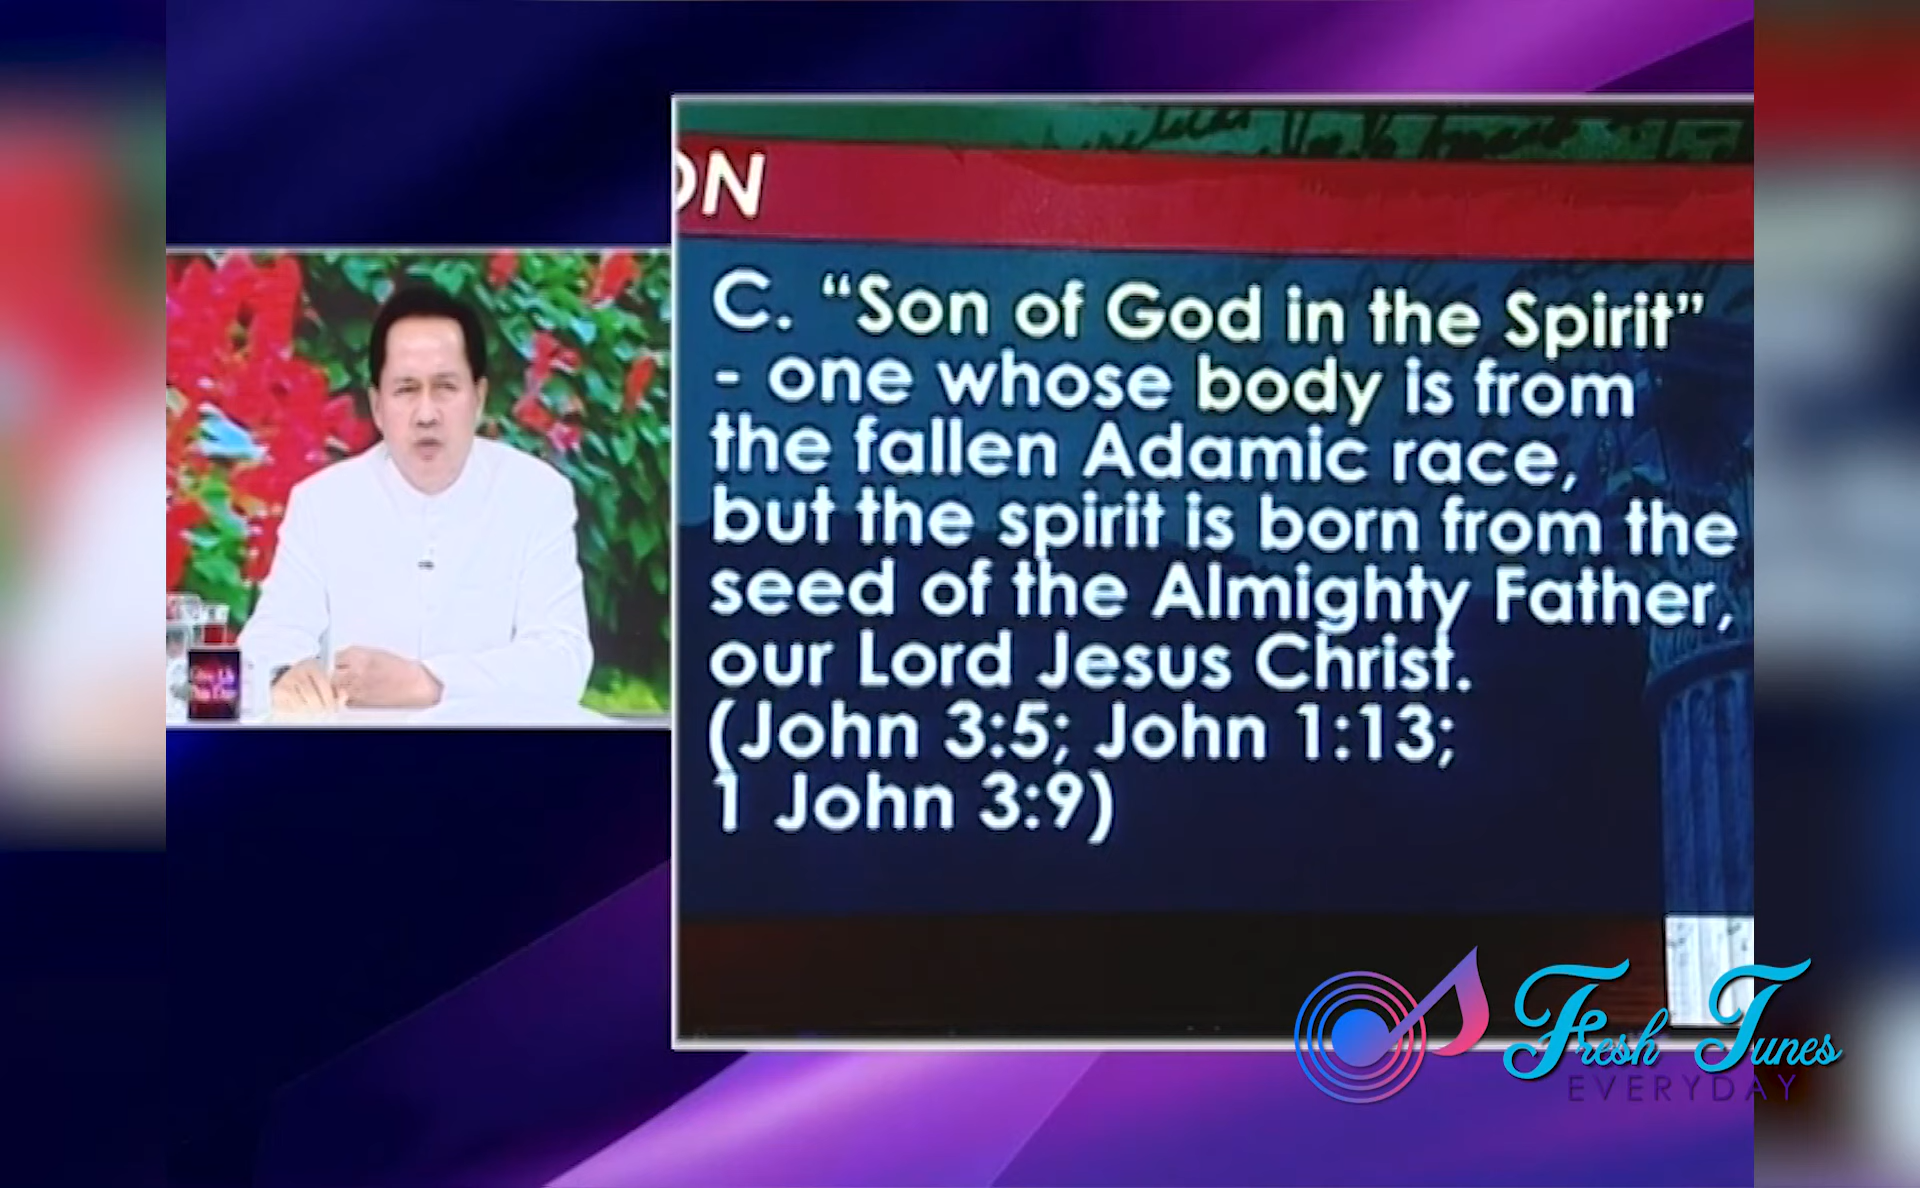 ON
C. “Son of God in the Spirit”
- one whose body is from
the fallen Adamic race,
but the spirit is born from the
seed of the Almighty Father,
our Lord Jesus Christ.
(John 3:5; John 1:13;
1 John 3:9)
Fresh Tunes
EVERYDAY